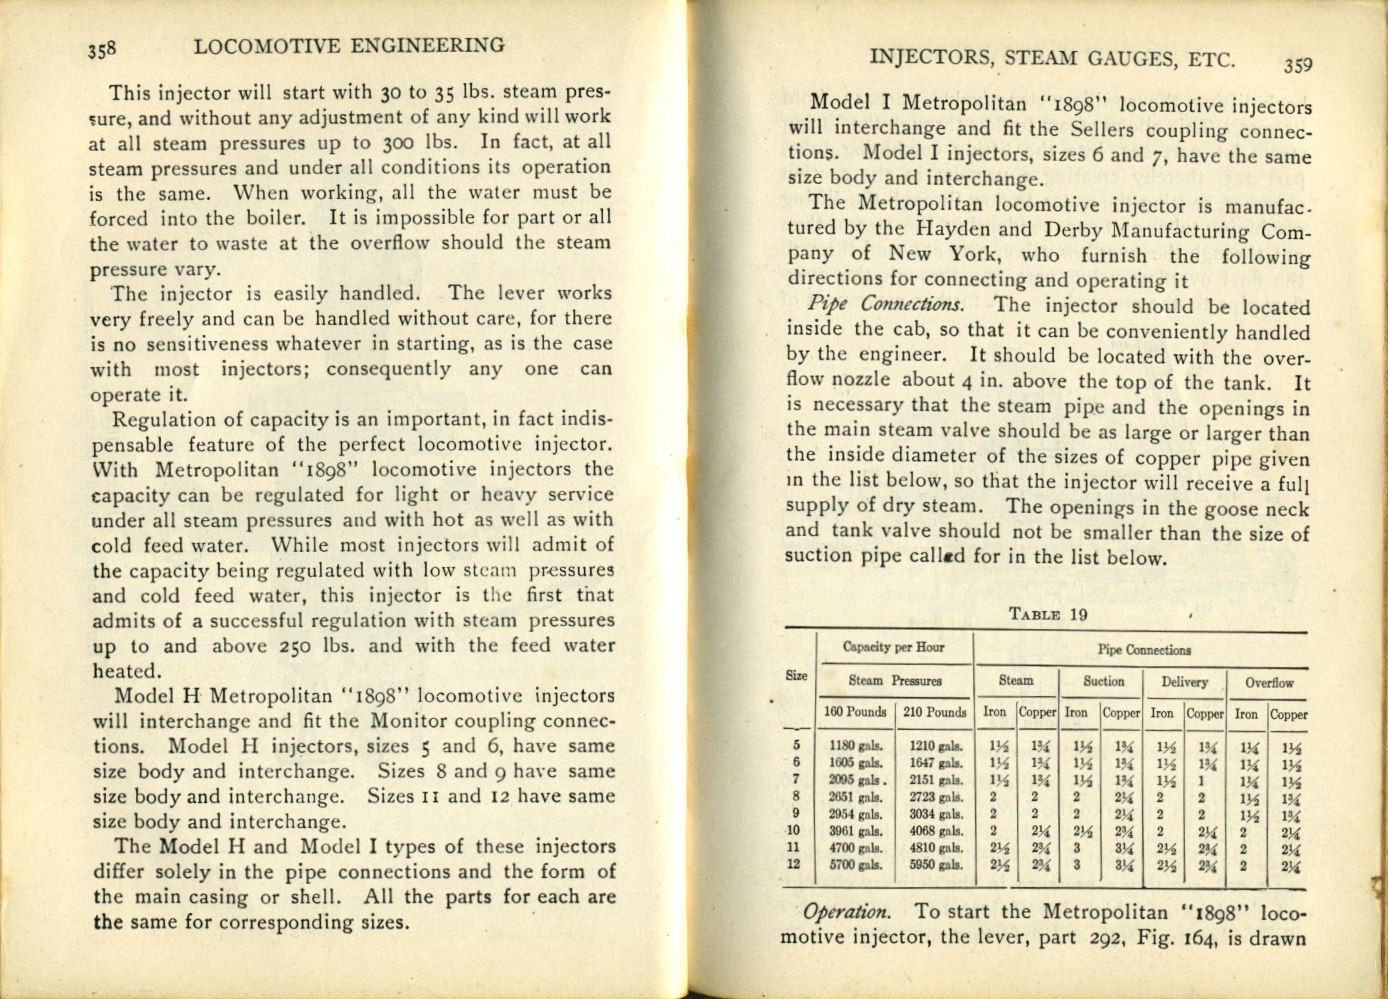 358 LOCOMOTIVE ENGINEERING
This injector will start with 30 to 35 lbs. steam pres-
sure, and without any adjustment of any kind will work
at all steam pressures up to 300 lbs. In fact, at all
steam pressures and under all conditions its operation
is the same. When working, all the water must be
forced into the boiler. It is impossible for part or all
the water to waste at the overflow should the steam
pressure vary.
The injector is easily handled. The lever works
very freely and can be handled without care, for there
is no sensitiveness whatever in starting, as is the case
with most injectors; consequently any one can
operate it.
Regulation of capacity is an important, in fact indis-
pensable feature of the perfect locomotive injector.
With Metropolitan "1898" locomotive injectors the
capacity can be regulated for light or heavy service
under all steam pressures and with hot as well as with
cold feed water. While most injectors will admit of
the capacity being regulated with low steam pressures
and cold feed water, this injector is the first that
admits of a successful regulation with steam pressures
up to and above 250 lbs. and with the feed water
heated.
Model H Metropolitan "1898" locomotive injectors
will interchange and fit the Monitor coupling connec-
tions. Model H injectors, sizes 5 and 6, have same
size body and interchange. Sizes 8 and 9 have same
size body and interchange. Sizes 11 and 12 have same
size body and interchange.
The Model H and Model I types of these injectors
differ solely in the pipe connections and the form of
the main casing or shell. All the parts for each are
the same for corresponding sizes.
INJECTORS, STEAM GAUGES, ETC. 359
Model I Metropolitan "1898" locomotive injectors
will interchange and fit the Sellers coupling connec-
tions. Model I injectors, sizes 6 and 7, have the same
size body and interchange.
The Metropolitan locomotive injector is manufac-
tured by the Hayden and Derby Manufacturing Com-
pany of New York, who furnish the following
directions for connecting and operating it
Pipe Connections. The injector should be located
inside the cab, so that it can be conveniently handled
by the engineer. It should be located with the over-
flow nozzle about 4 in. above the top of the tank. It
is necessary that the steam pipe and the openings in
the main steam valve should be as large or larger than
the inside diameter of the sizes of copper pipe given
in the list below, so that the injector will receive a full
supply of dry steam. The openings in the goose neck
and tank valve should not be smaller than the size of
suction pipe called for in the list below.
TABLE 19
Size Capacity per Hour Pipe Connections
Steam Pressures Steam Suction Delivery Overflow
160 Pounds 210 Pounds Iron Copper Iron Copper Iron Copper Iron Copper
5 1180 gals. 1210 gals. 1½ 1¾ 1½ 1¾ 1½ 1¾ 1¼ 1½
6 1605 gals. 1647 gals. 1½ 1¾ 1½ 1¾ 1½ 1¾ 1¼ 1½
7 2095 gals. 2151 gals. 1½ 1¾ 1½ 1¾ 1½ 1 1¼ 1½
8 2651 gals. 2723 gals. 2 2 2 2¼ 2 2 1½ 1¾
9 2954 gals. 3034 gals. 2 2 2 2¼ 2 2 1½ 1¾
10 3961 gals. 4068 gals. 2 2¼ 2½ 2¾ 2 2¼ 2 2¼
11 4700 gals. 4810 gals. 2½ 2¾ 3 3¼ 2½ 2¾ 2 2¼
12 5700 gals. 5950 gals. 2½ 2¾ 3 3¼ 2½ 2¾ 2 2¼
Operation. To start the Metropolitan "1898" loco-
motive injector, the lever, part 292, Fig. 164, is drawn